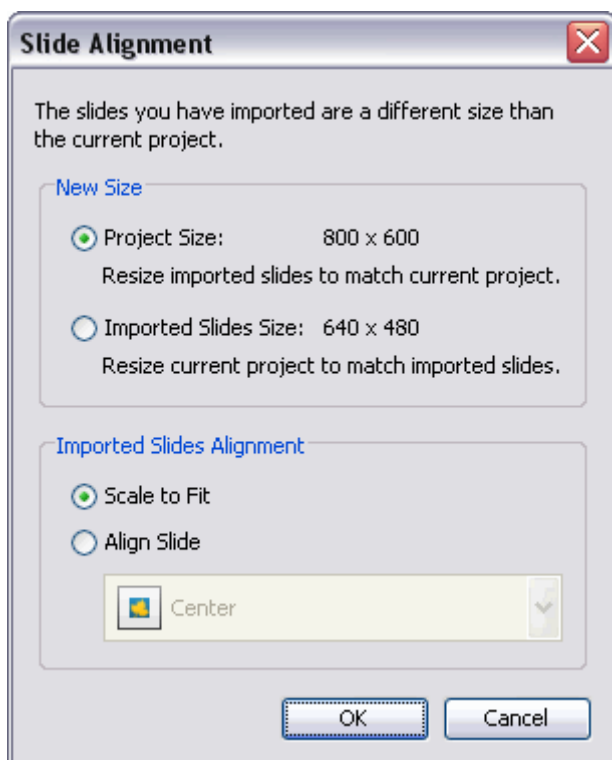 Slide Alignment
The slides you have imported are a different size than
the current project.
New Size
Project Size: 800 x 600
Resize imported slides to match current project.
Imported Slides Size: 640 x 480
Resize current project to match imported slides.
Imported Slides Alignment
Scale to Fit
Align Slide
Center
OK Cancel